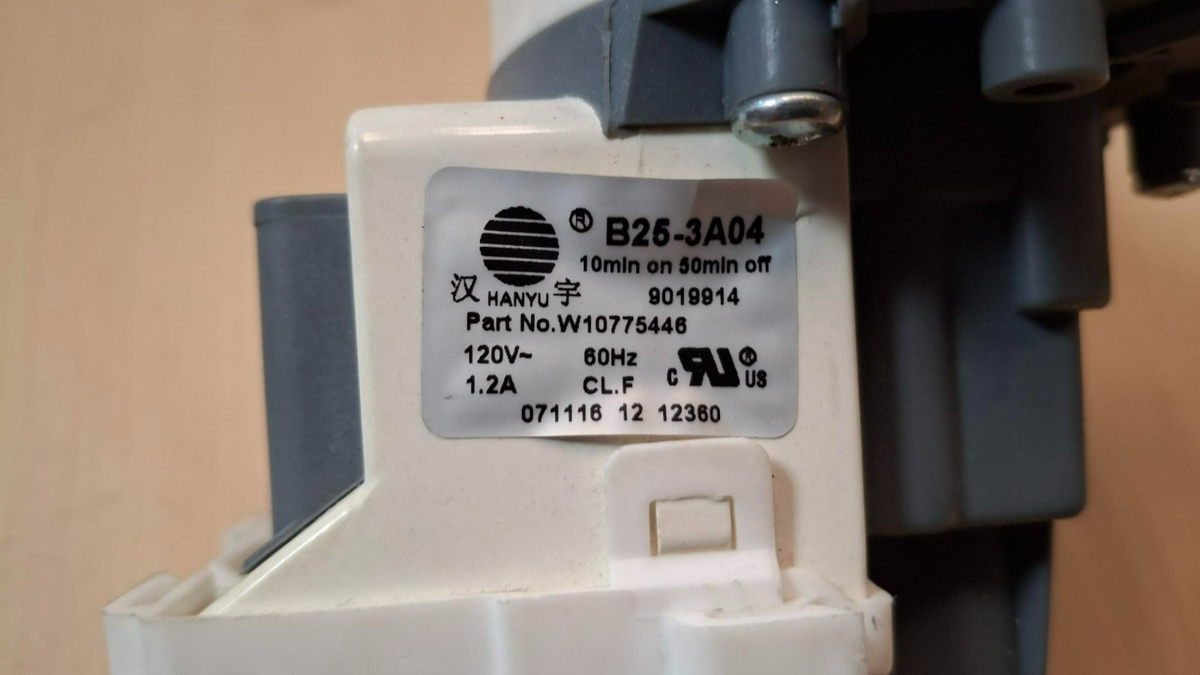 ® B25-3A04
10min on 50min off
汉 HANYU 宇 9019914
Part No.W10775446
120V~ 60Hz
1.2A CL.F c RU ® US
071116 12 12360